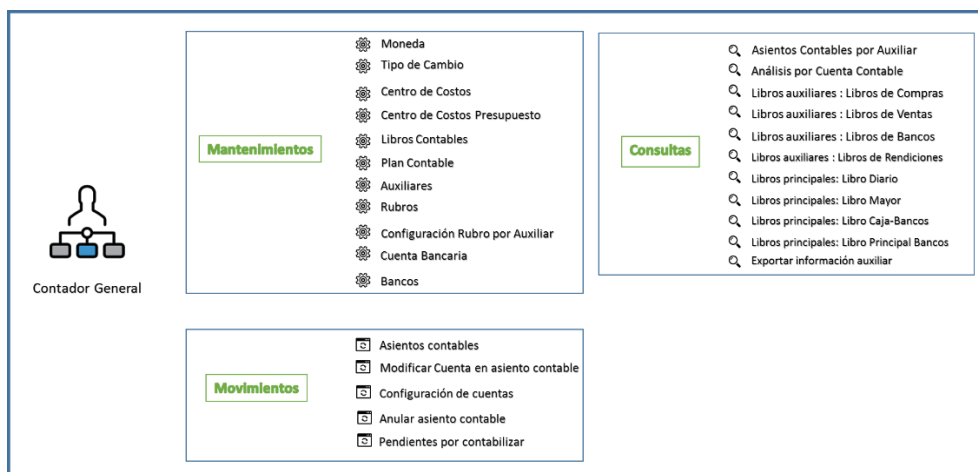 Contador General
Mantenimientos
Moneda
Tipo de Cambio
Centro de Costos
Centro de Costos Presupuesto
Libros Contables
Plan Contable
Auxiliares
Rubros
Configuración Rubro por Auxiliar
Cuenta Bancaria
Bancos
Movimientos
Asientos contables
Modificar Cuenta en asiento contable
Configuración de cuentas
Anular asiento contable
Pendientes por contabilizar
Consultas
Asientos Contables por Auxiliar
Análisis por Cuenta Contable
Libros auxiliares : Libros de Compras
Libros auxiliares : Libros de Ventas
Libros auxiliares : Libros de Bancos
Libros auxiliares : Libros de Rendiciones
Libros principales: Libro Diario
Libros principales: Libro Mayor
Libros principales: Libro Caja-Bancos
Libros principales: Libro Principal Bancos
Exportar información auxiliar